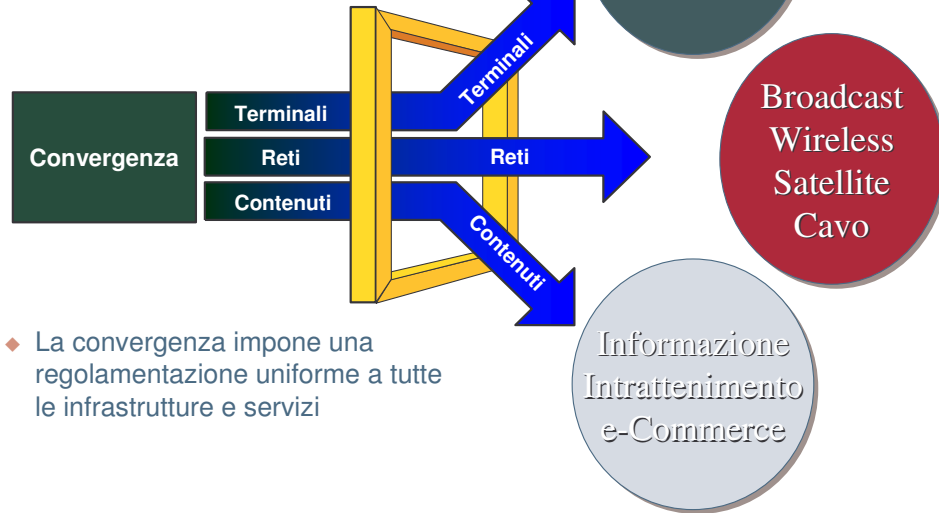 Convergenza
Terminali
Reti
Contenuti
Terminali
Reti
Contenuti
Broadcast
Wireless
Satellite
Cavo
Informazione
Intrattenimento
e-Commerce
La convergenza impone una
regolamentazione uniforme a tutte
le infrastrutture e servizi